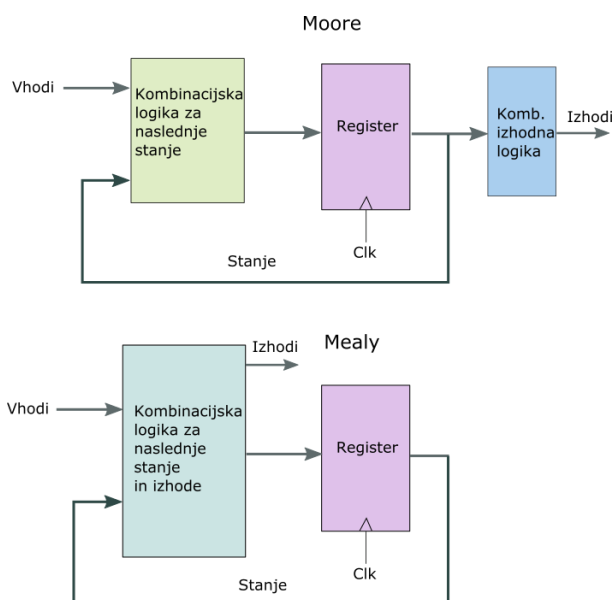 Moore
Vhodi
Kombinacijska
logika za
naslednje
stanje
Register
Komb.
izhodna
logika
Izhodi
Stanje
Clk
Mealy
Izhodi
Vhodi
Kombinacijska
logika za
naslednje
stanje
in izhode
Register
Stanje
Clk